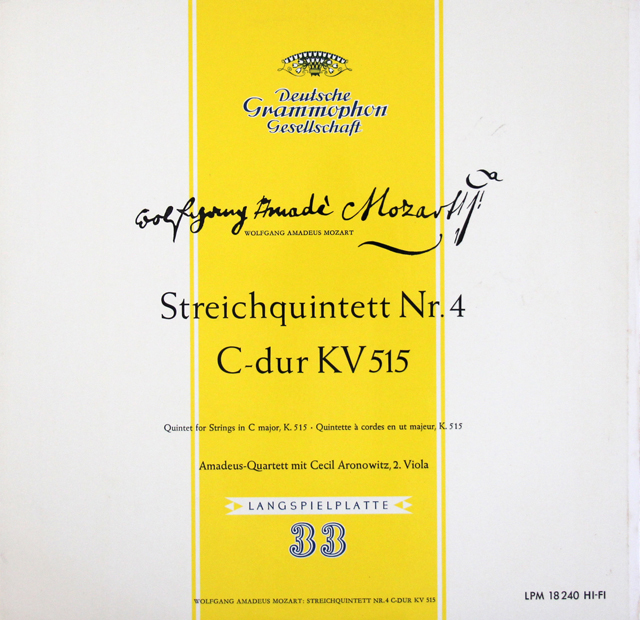 Deutsche
Grammophon
Gesellschaft
Wolfgang Amadè Mozart
WOLFGANG AMADEUS MOZART
Streichquintett Nr. 4
C-dur KV 515
Quintet for Strings in C major, K. 515 - Quintette à cordes en ut majeur, K. 515
Amadeus-Quartett mit Cecil Aronowitz, 2. Viola
LANGSPIELPLATTE
33
LPM 18 240 HI-FI
WOLFGANG AMADEUS MOZART: STREICHQUINTETT NR. 4 C-DUR KV 515